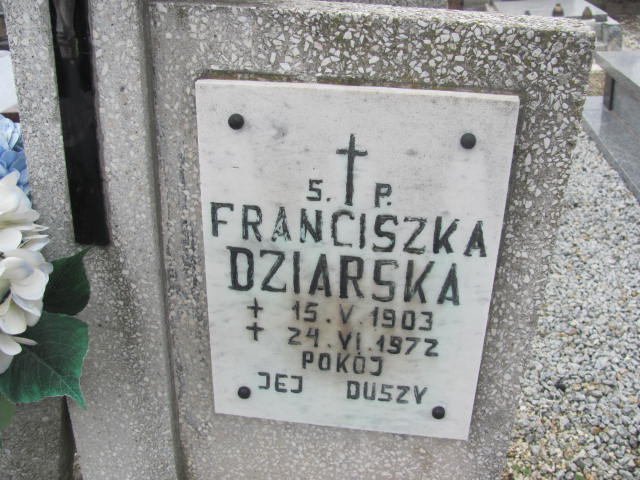 S. P.
FRANCISZKA
DZIARSKA
+ 15. V. 1903
+ 24. VI. 1972
POKÓJ
JEJ DUSZY